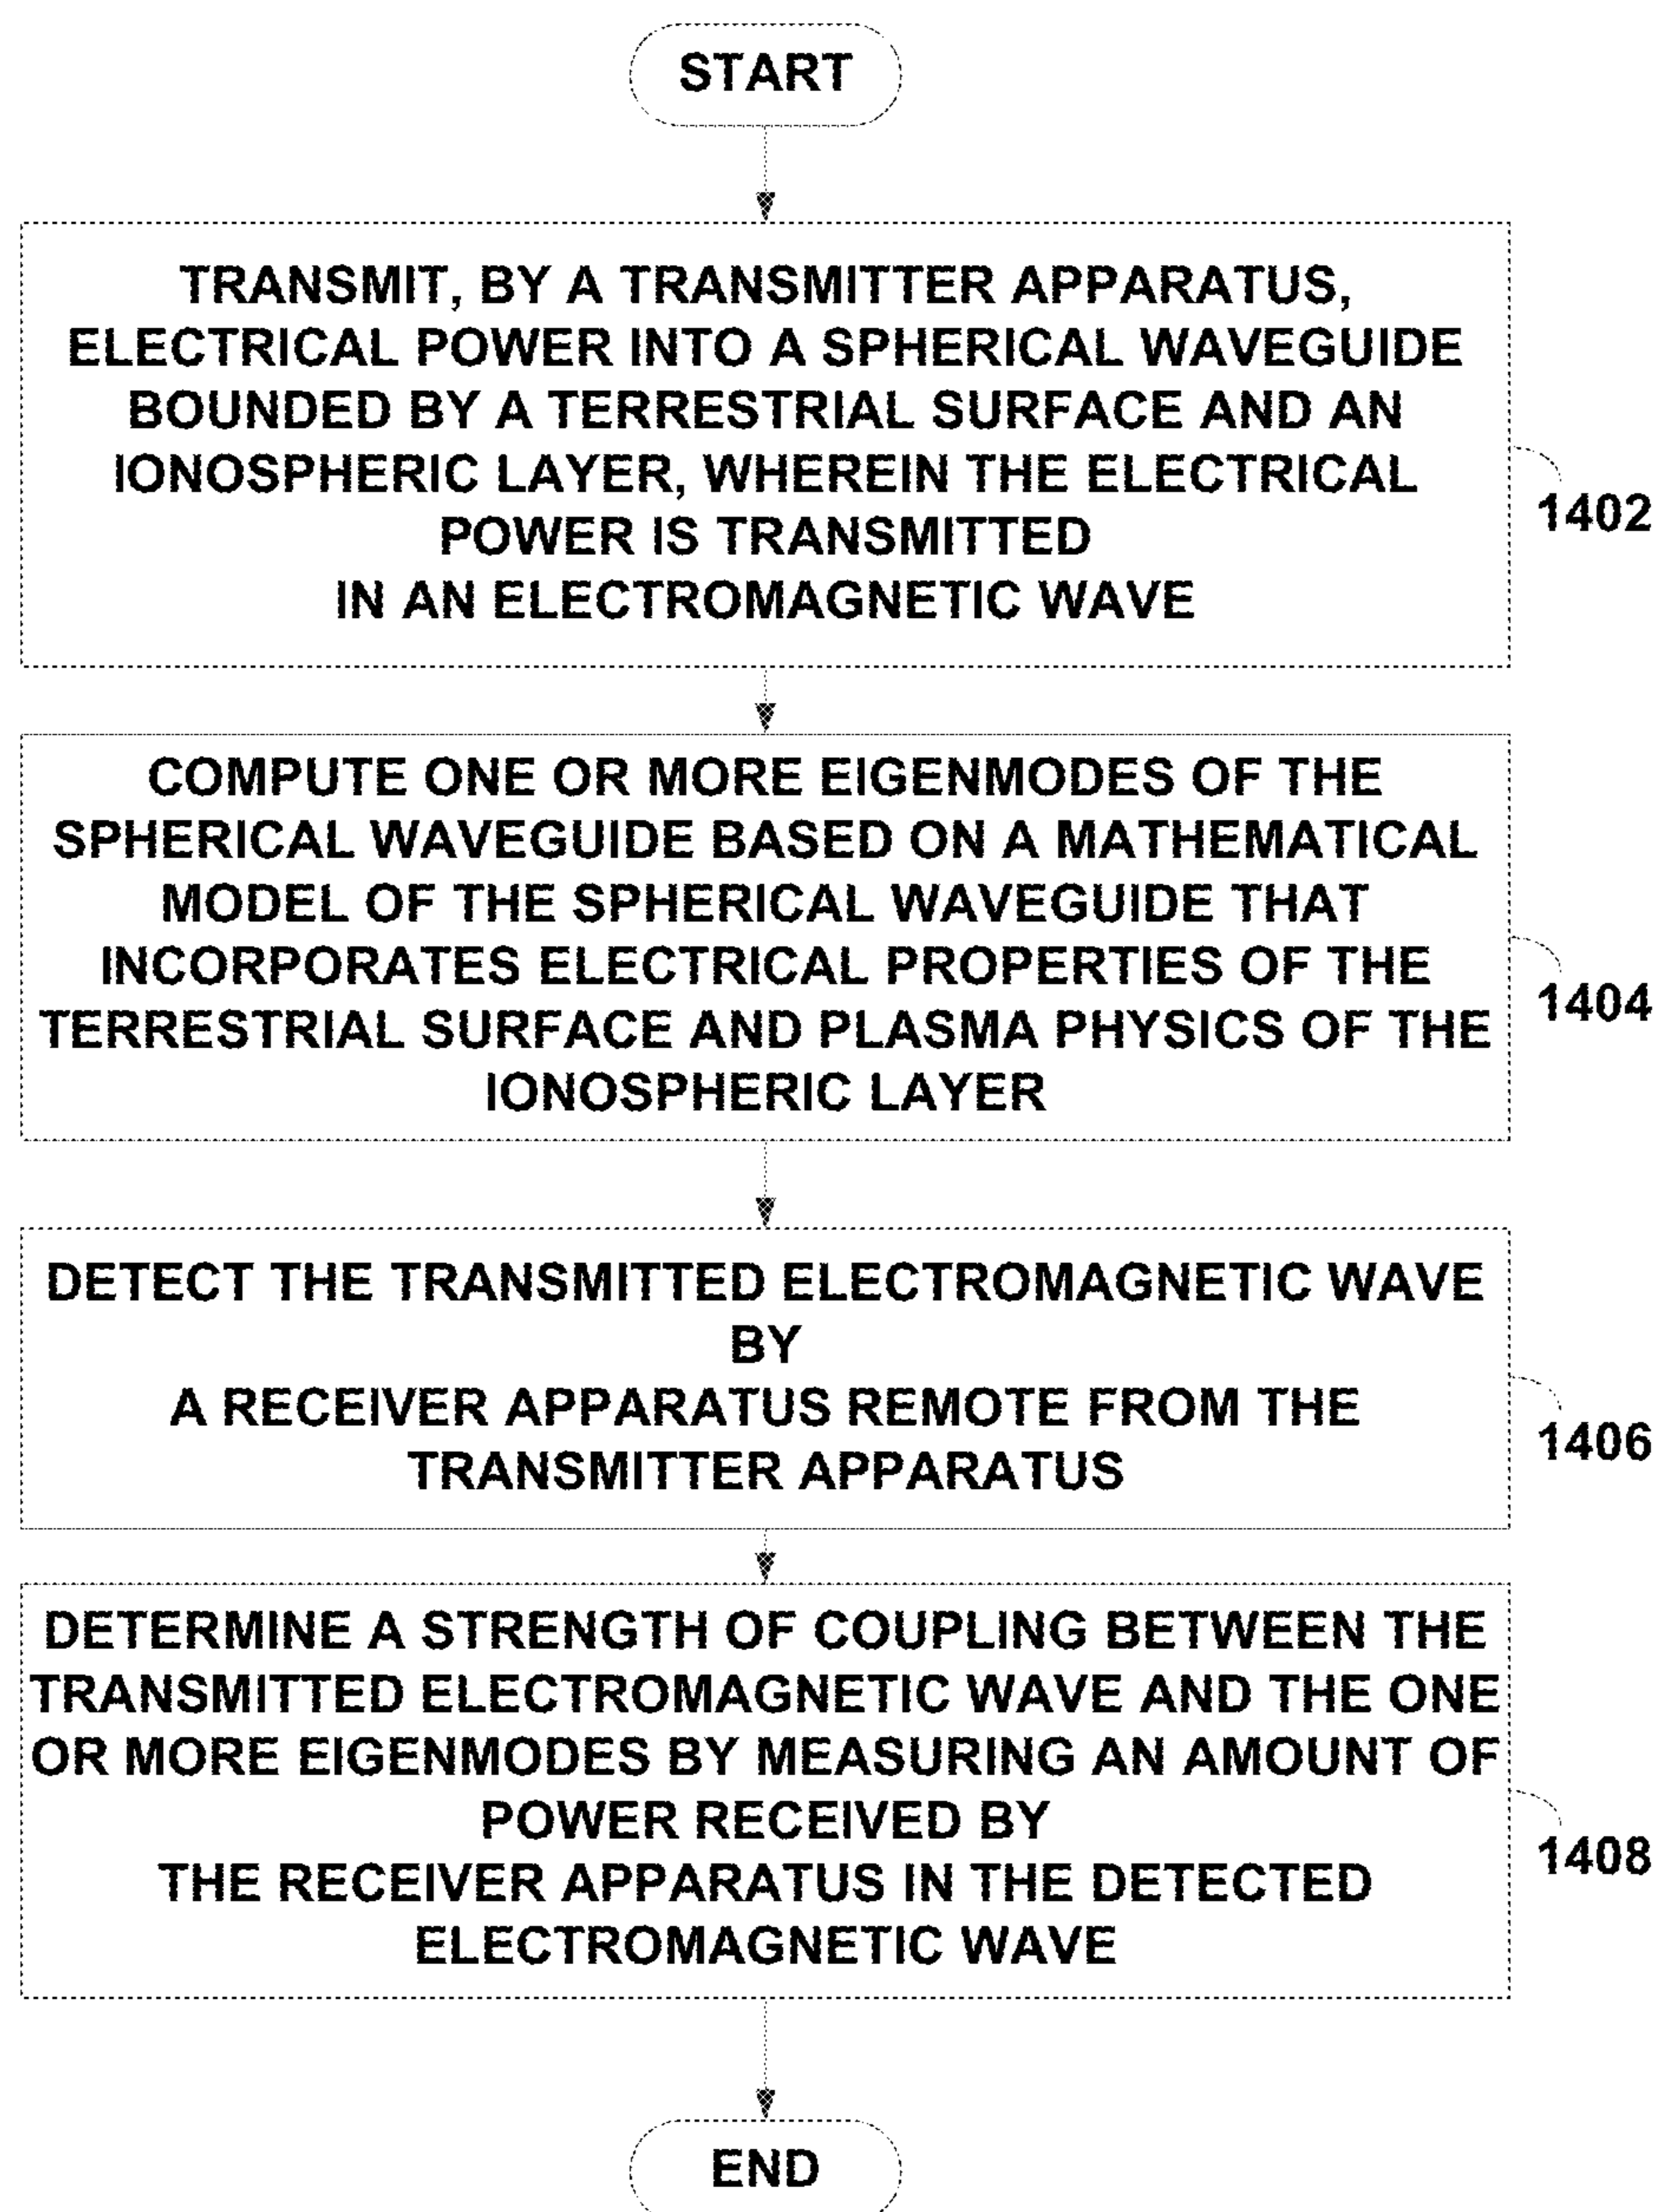 START
TRANSMIT, BY A TRANSMITTER APPARATUS,
ELECTRICAL POWER INTO A SPHERICAL WAVEGUIDE
BOUNDED BY A TERRESTRIAL SURFACE AND AN
IONOSPHERIC LAYER, WHEREIN THE ELECTRICAL
POWER IS TRANSMITTED
IN AN ELECTROMAGNETIC WAVE
1402
COMPUTE ONE OR MORE EIGENMODES OF THE
SPHERICAL WAVEGUIDE BASED ON A MATHEMATICAL
MODEL OF THE SPHERICAL WAVEGUIDE THAT
INCORPORATES ELECTRICAL PROPERTIES OF THE
TERRESTRIAL SURFACE AND PLASMA PHYSICS OF THE
IONOSPHERIC LAYER
1404
DETECT THE TRANSMITTED ELECTROMAGNETIC WAVE
BY
A RECEIVER APPARATUS REMOTE FROM THE
TRANSMITTER APPARATUS
1406
DETERMINE A STRENGTH OF COUPLING BETWEEN THE
TRANSMITTED ELECTROMAGNETIC WAVE AND THE ONE
OR MORE EIGENMODES BY MEASURING AN AMOUNT OF
POWER RECEIVED BY
THE RECEIVER APPARATUS IN THE DETECTED
ELECTROMAGNETIC WAVE
1408
END